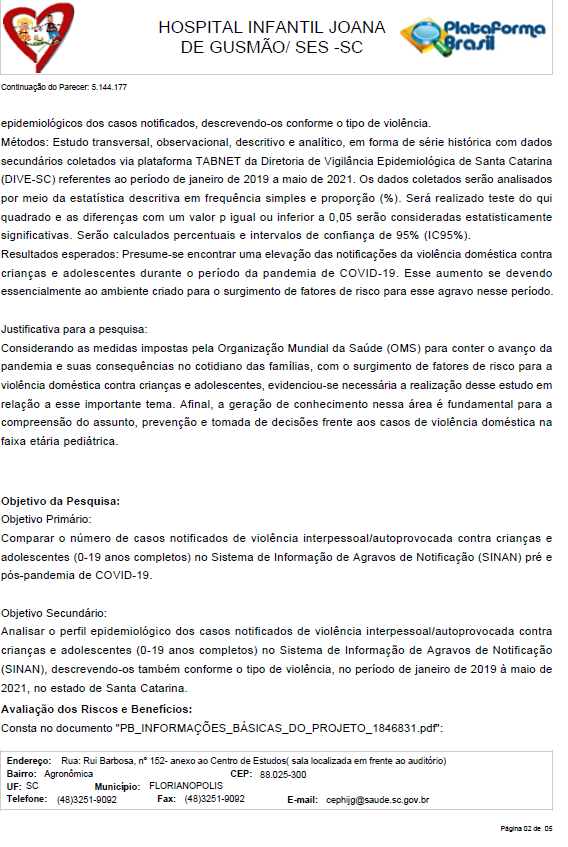 HOSPITAL INFANTIL JOANA
DE GUSMÃO/ SES -SC
Plataforma
Brasil
Continuação do Parecer: 5.144.177
epidemiológicos dos casos notificados, descrevendo-os conforme o tipo de violência.
Métodos: Estudo transversal, observacional, descritivo e analítico, em forma de série histórica com dados
secundários coletados via plataforma TABNET da Diretoria de Vigilância Epidemiológica de Santa Catarina
(DIVE-SC) referentes ao período de janeiro de 2019 a maio de 2021. Os dados coletados serão analisados
por meio da estatística descritiva em frequência simples e proporção (%). Será realizado teste do qui
quadrado e as diferenças com um valor p igual ou inferior a 0,05 serão consideradas estatisticamente
significativas. Serão calculados percentuais e intervalos de confiança de 95% (IC95%).
Resultados esperados: Presume-se encontrar uma elevação das notificações da violência doméstica contra
crianças e adolescentes durante o período da pandemia de COVID-19. Esse aumento se devendo
essencialmente ao ambiente criado para o surgimento de fatores de risco para esse agravo nesse período.
Justificativa para a pesquisa:
Considerando as medidas impostas pela Organização Mundial da Saúde (OMS) para conter o avanço da
pandemia e suas consequências no cotidiano das famílias, com o surgimento de fatores de risco para a
violência doméstica contra crianças e adolescentes, evidenciou-se necessária a realização desse estudo em
relação a esse importante tema. Afinal, a geração de conhecimento nessa área é fundamental para a
compreensão do assunto, prevenção e tomada de decisões frente aos casos de violência doméstica na
faixa etária pediátrica.
Objetivo da Pesquisa:
Objetivo Primário:
Comparar o número de casos notificados de violência interpessoal/autoprovocada contra crianças e
adolescentes (0-19 anos completos) no Sistema de Informação de Agravos de Notificação (SINAN) pré e
pós-pandemia de COVID-19.
Objetivo Secundário:
Analisar o perfil epidemiológico dos casos notificados de violência interpessoal/autoprovocada contra
crianças e adolescentes (0-19 anos completos) no Sistema de Informação de Agravos de Notificação
(SINAN), descrevendo-os também conforme o tipo de violência, no período de janeiro de 2019 à maio de
2021, no estado de Santa Catarina.
Avaliação dos Riscos e Benefícios:
Consta no documento "PB_INFORMAÇÕES_BÁSICAS_DO_PROJETO_1846831.pdf":
Endereço: Rua: Rui Barbosa, nº 152- anexo ao Centro de Estudos( sala localizada em frente ao auditório)
Bairro: Agronômica CEP: 88.025-300
UF: SC Município: FLORIANOPOLIS
Telefone: (48)3251-9092 Fax: (48)3251-9092 E-mail: cephijg@saude.sc.gov.br
Página 02 de 05